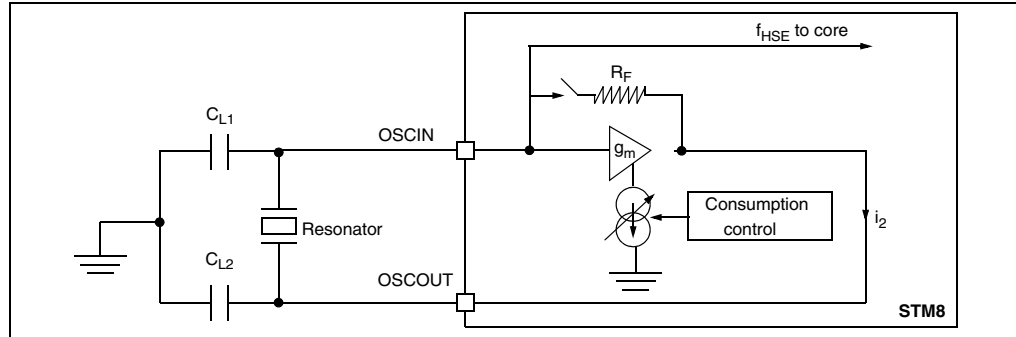 f_HSE to core
R_F
C_L1
OSCIN
g_m
Resonator
Consumption
control
i_2
C_L2
OSCOUT
STM8